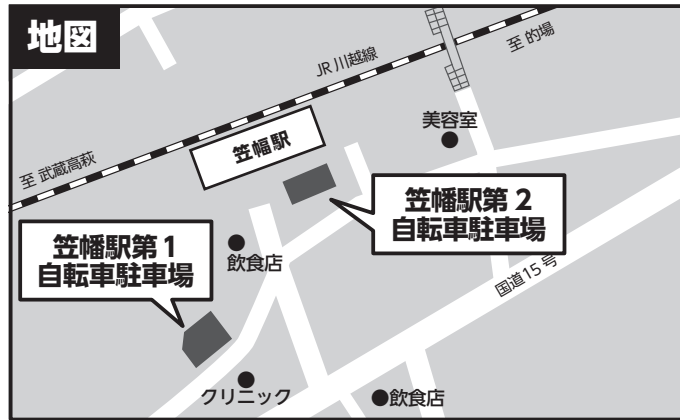 地図
JR 川越線
至 的場
美容室
笠幡駅
至 武蔵高萩
笠幡駅第 2
自転車駐車場
笠幡駅第 1
自転車駐車場
飲食店
国道15 号
クリニック
飲食店